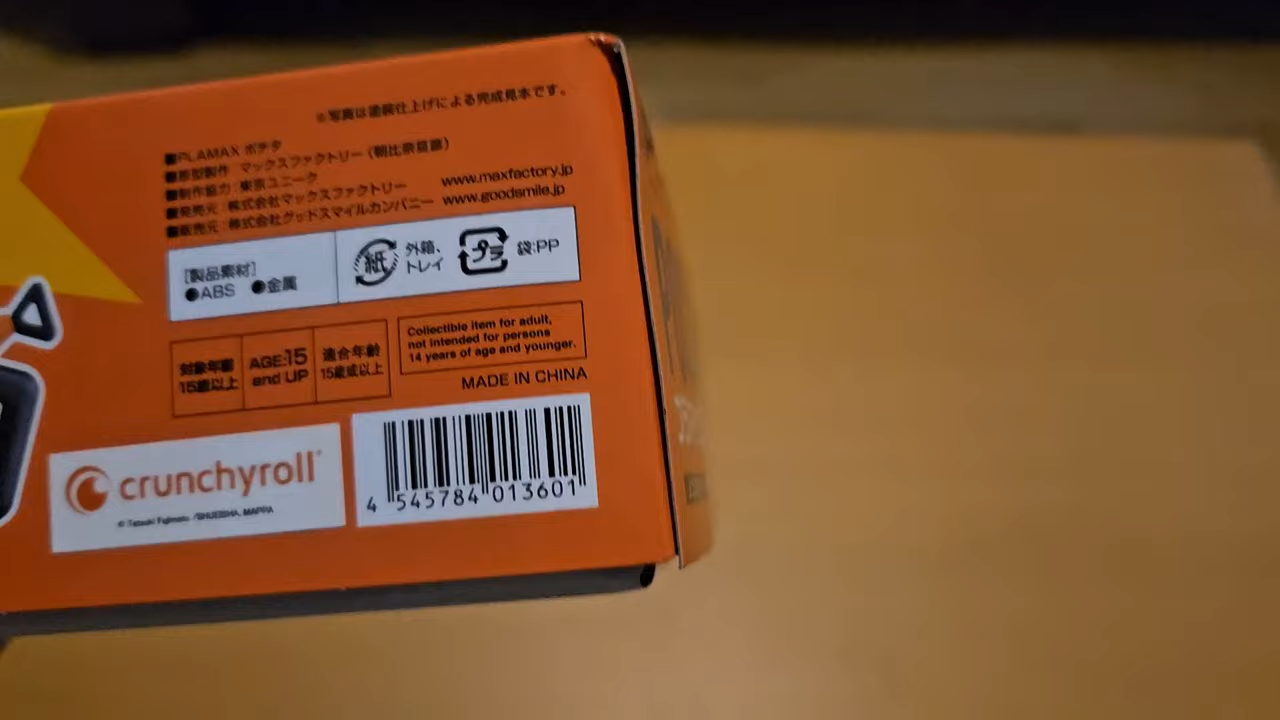 ※写真は塗装仕上げによる完成見本です。
■PLAMAX ポチタ
■原型製作：マックスファクトリー（朝比奈亘彦）
■制作協力：東京ユニーク
■発売元：株式会社マックスファクトリー www.maxfactory.jp
■販売元：株式会社グッドスマイルカンパニー www.goodsmile.jp
[製品素材]
●ABS ●金属
紙 外箱、トレイ プラ 袋:PP
対象年齢 15歳以上
AGE:15 and UP
適合年齡 15歲或以上
Collectible item for adult,
not intended for persons
14 years of age and younger.
MADE IN CHINA
crunchyroll
© Tatsuki Fujimoto /SHUEISHA, MAPPA
4 545784 013601